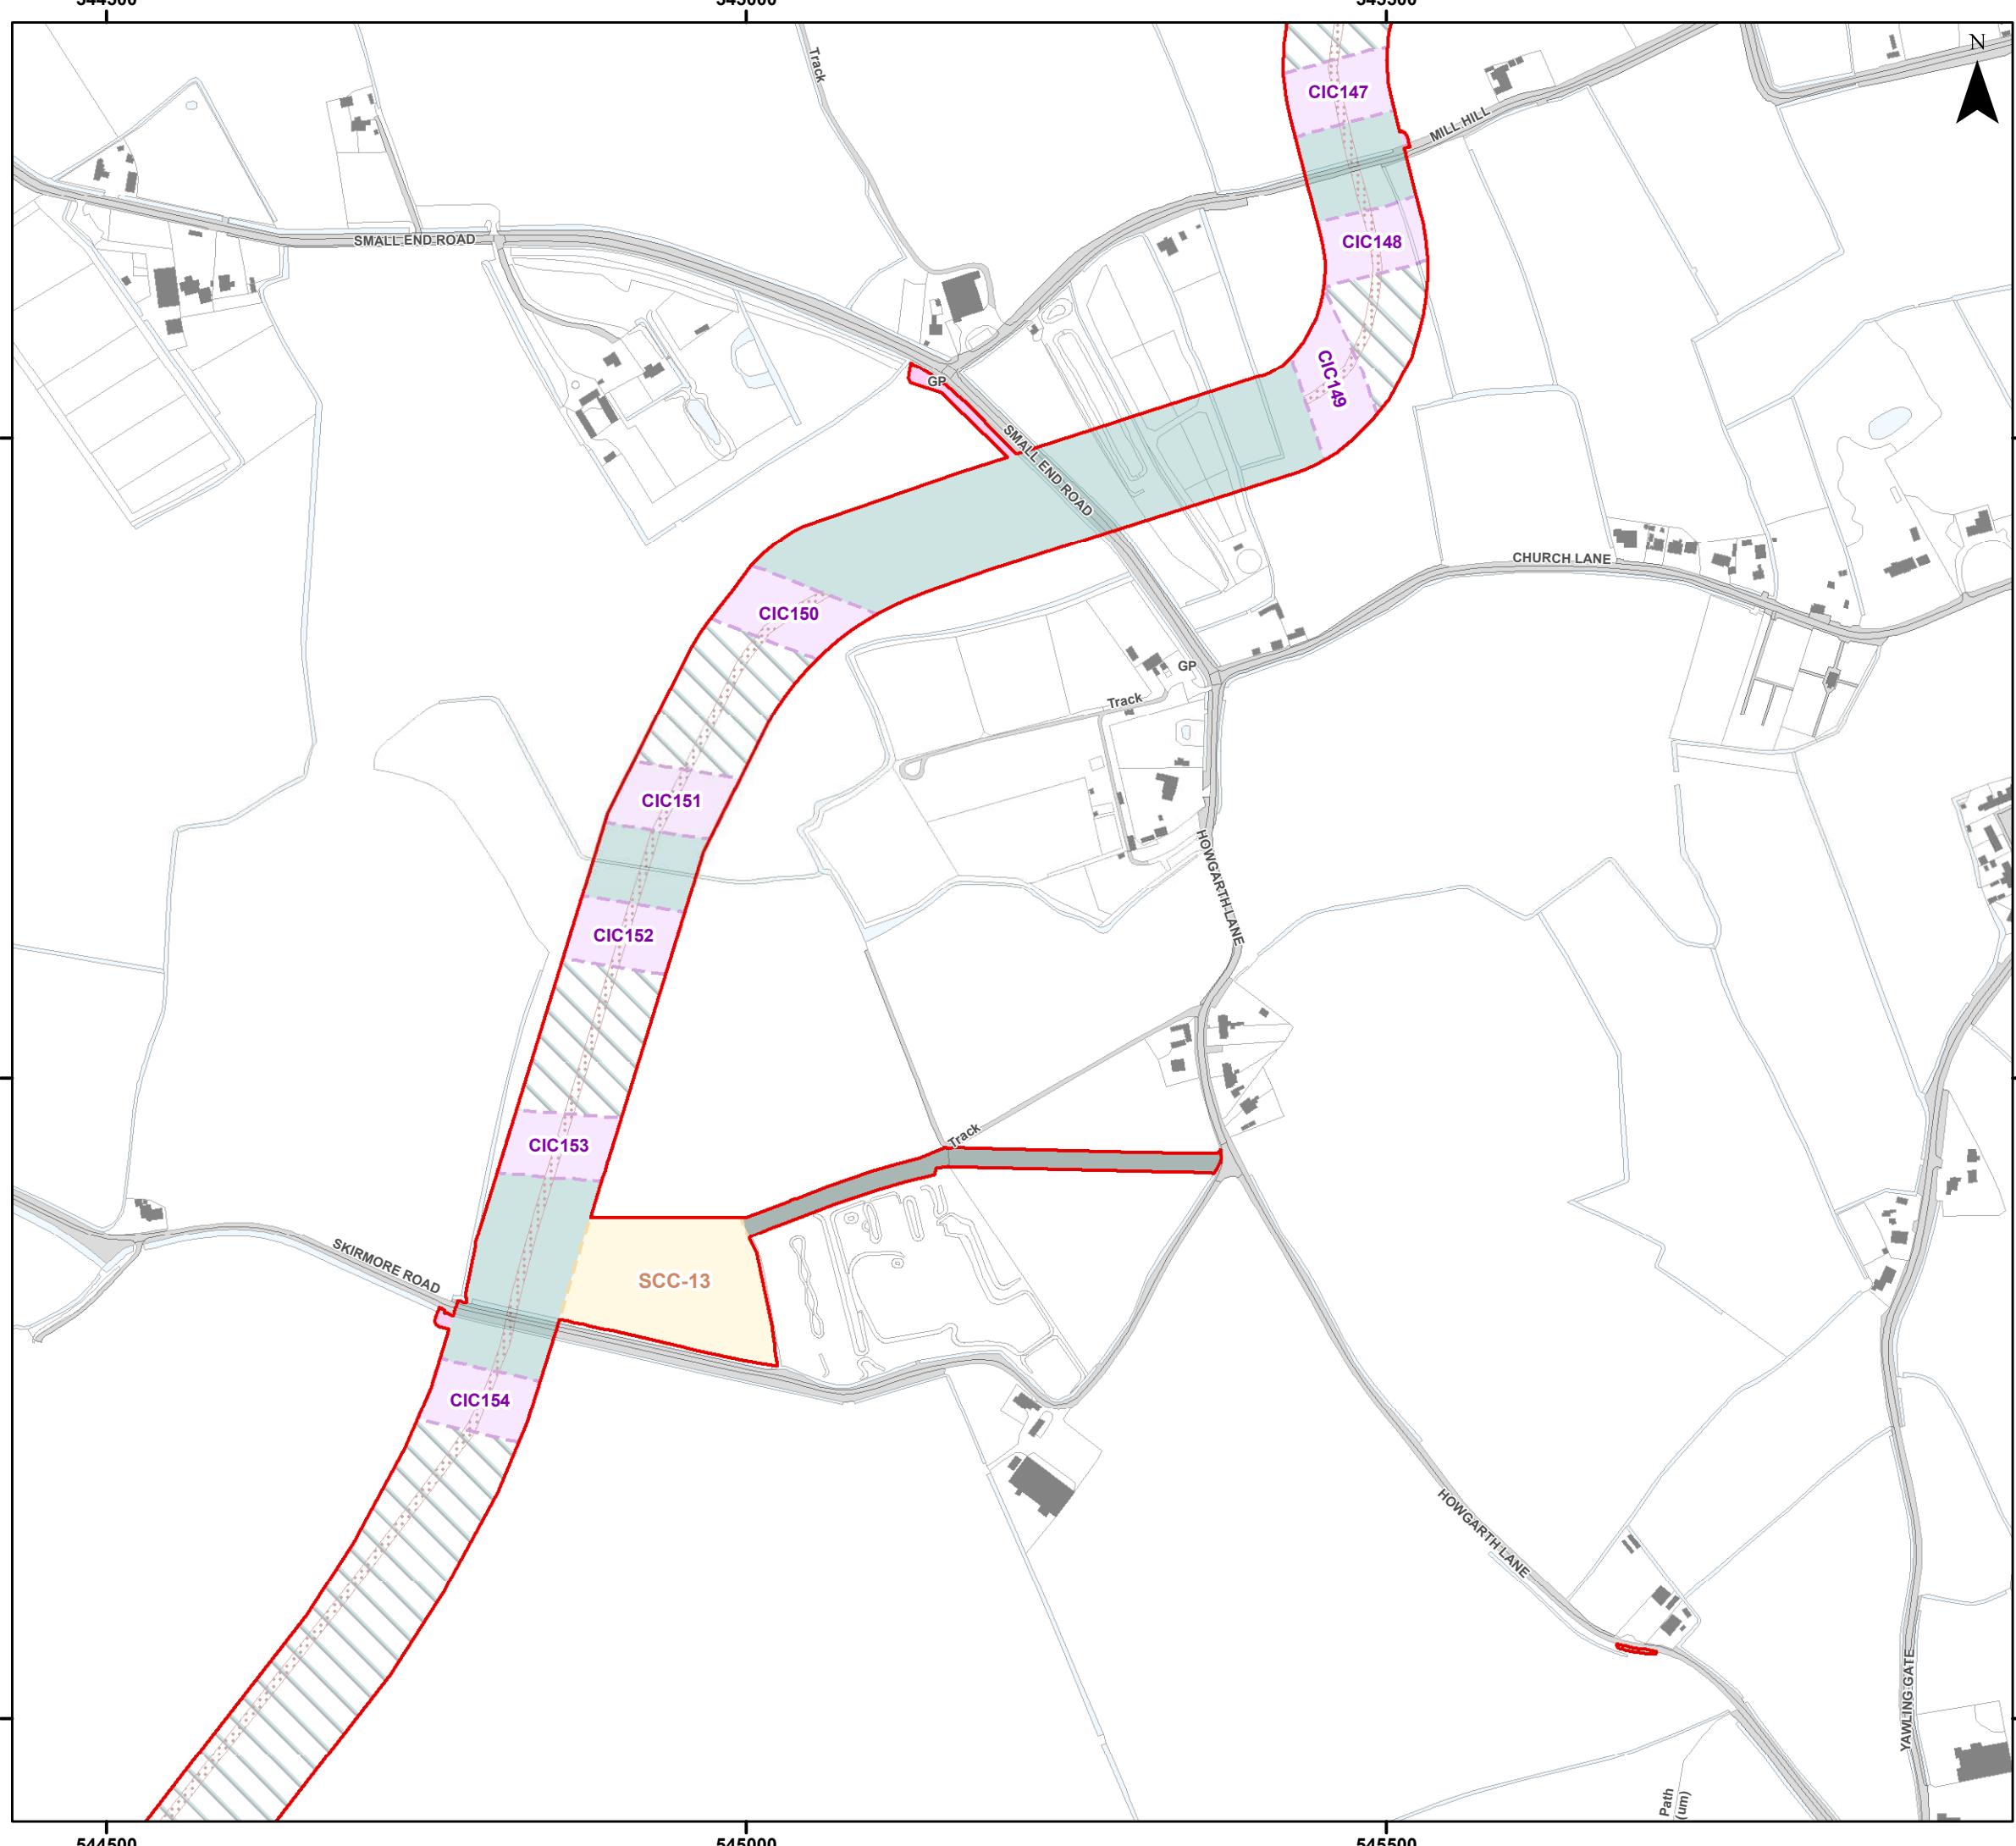 544500
545000
545500
N
Track
CIC147
MILL HILL
SMALL END ROAD
CIC148
CIC149
GP
SMALL END ROAD
CHURCH LANE
CIC150
GP
Track
CIC151
HOWGARTH LANE
CIC152
Track
CIC153
SKIRMORE ROAD
SCC-13
CIC154
HOWGARTH LANE
YAWLING GATE
Path
(um)
544500
545000
545500